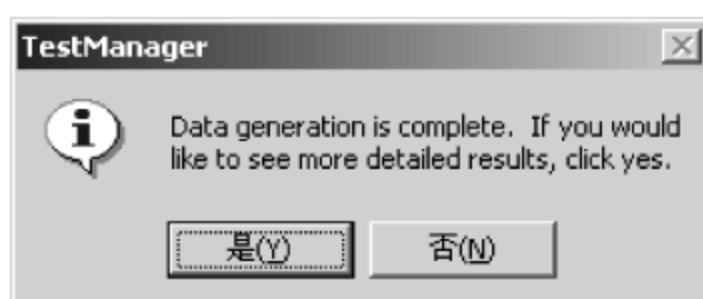 TestManager
Data generation is complete. If you would
like to see more detailed results, click yes.
是(Y)
否(N)